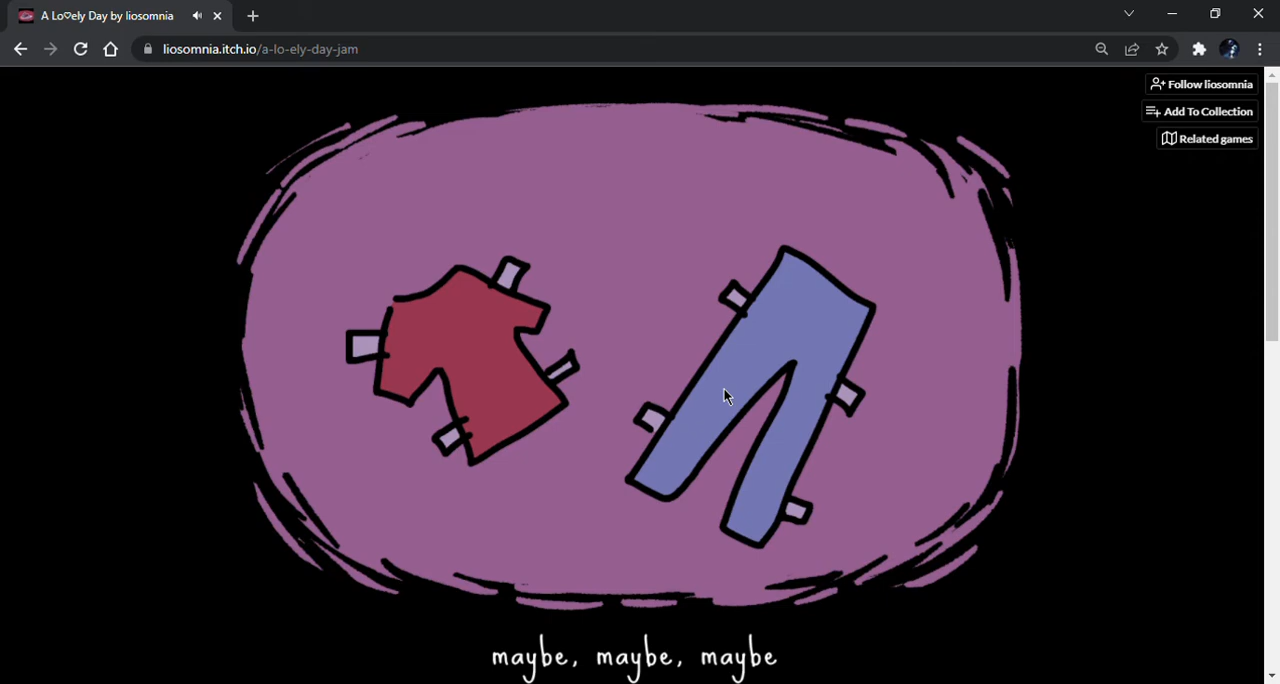 A Lo♡ely Day by liosomnia
liosomnia.itch.io/a-lo-ely-day-jam
Follow liosomnia
Add To Collection
Related games
maybe, maybe, maybe